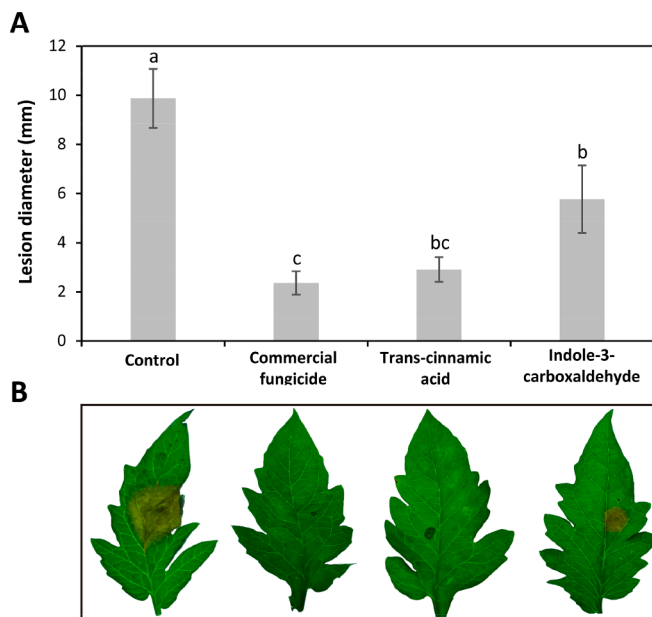 A
Lesion diameter (mm)
12
10
8
6
4
2
0
a
c
bc
b
Control
Commercial
fungicide
Trans-cinnamic
acid
Indole-3-
carboxaldehyde
B